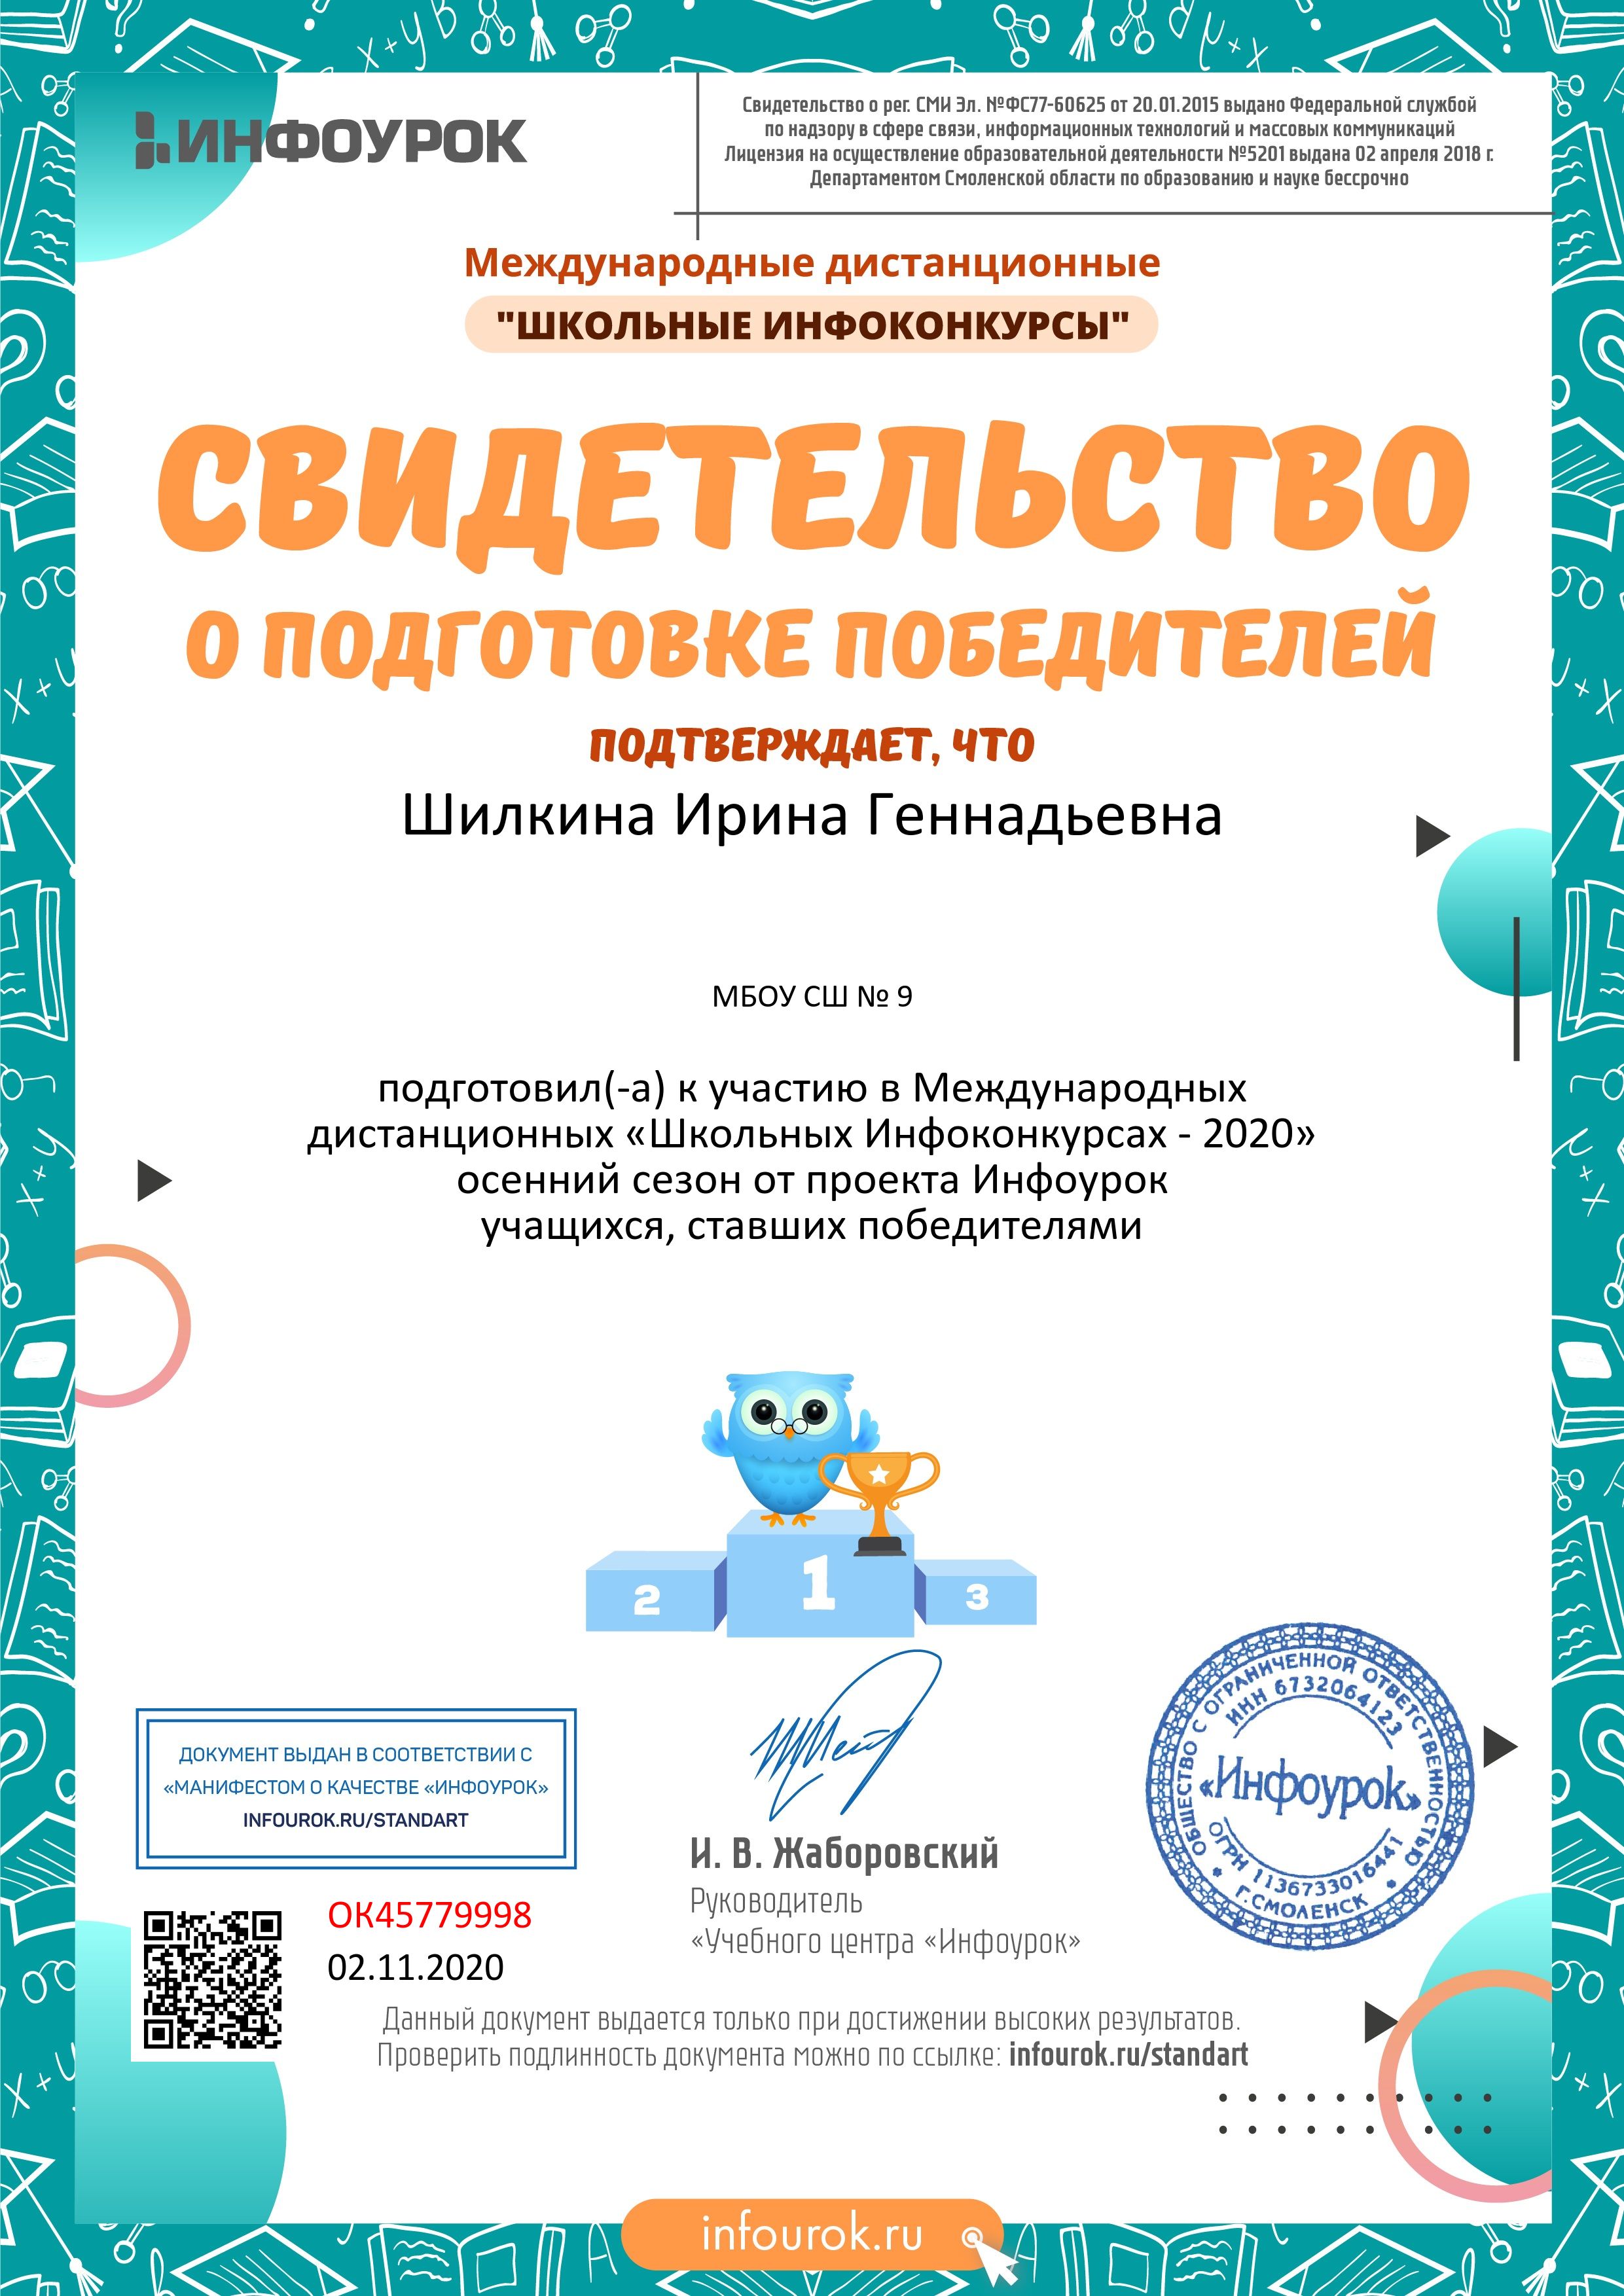 ИНФОУРОК
Свидетельство о рег. СМИ Эл. №ФС77-60625 от 20.01.2015 выдано Федеральной службой
по надзору в сфере связи, информационных технологий и массовых коммуникаций
Лицензия на осуществление образовательной деятельности №5201 выдана 02 апреля 2018 г.
Департаментом Смоленской области по образованию и науке бессрочно
Международные дистанционные
"ШКОЛЬНЫЕ ИНФОКОНКУРСЫ"
СВИДЕТЕЛЬСТВО
О ПОДГОТОВКЕ ПОБЕДИТЕЛЕЙ
ПОДТВЕРЖДАЕТ, ЧТО
Шилкина Ирина Геннадьевна
МБОУ СШ № 9
подготовил(-а) к участию в Международных
дистанционных «Школьных Инфоконкурсах - 2020»
осенний сезон от проекта Инфоурок
учащихся, ставших победителями
2 1 3
ДОКУМЕНТ ВЫДАН В СООТВЕТСТВИИ С
«МАНИФЕСТОМ О КАЧЕСТВЕ «ИНФОУРОК»
INFOUROK.RU/STANDART
ОБЩЕСТВО С ОГРАНИЧЕННОЙ ОТВЕТСТВЕННОСТЬЮ
ИНН 6732064123
«Инфоурок»
ОГРН 1136733016441
Г.СМОЛЕНСК
И. В. Жаборовский
Руководитель
«Учебного центра «Инфоурок»
ОК45779998
02.11.2020
Данный документ выдается только при достижении высоких результатов.
Проверить подлинность документа можно по ссылке: infourok.ru/standart
infourok.ru